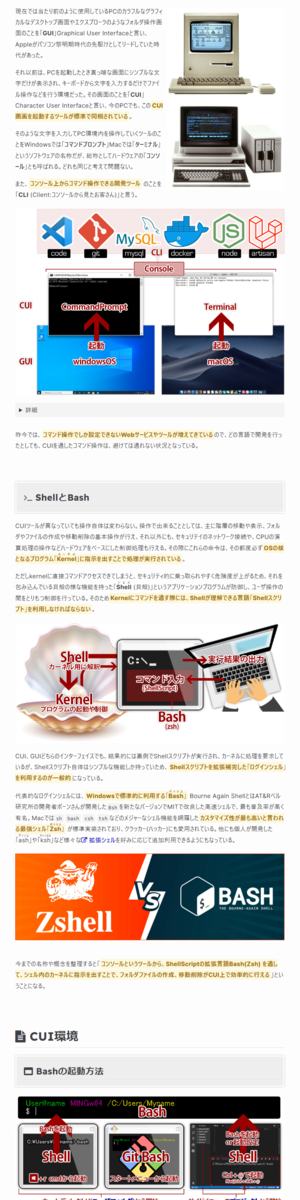 現在では当たり前のように使用しているPCのカラフルなグラフィ
カルなデスクトップ画面やエクスプローラのようなフォルダ操作画
面のことを「GUI」Graphical User Interfaceと言い、
Appleがパソコン黎明期時代の先駆けとしてリードしていた時
代があった。
それ以前は、PCを起動したとき真っ暗な画面にシンプルな文
字だけが表示され、キーボードから文字を入力するだけでファイ
ル操作などを行う環境だった。その画面のことを「CUI」
Character User Interfaceと言い、今のPCでも、この CUI
画面を起動するツールが標準で同梱されている 。
そのような文字を入力してPC環境内を操作していくツールのこ
とをWindowsでは「コマンドプロンプト」Macでは「ターミナル」
というソフトウェアの名称だが、総称としてハードウェアの「コンソ
ール」とも呼ばれる。どれも同じと考えて問題ない。
また、コンソール上からコマンド操作できる開発ツール のことを
「CLI (Client:コンソールから見たお客さん)」と言う。
code
git
MySQL
mysql
CLI
docker
docker
node
artisan
Console
CUI
CommandPrompt
Terminal
起動
起動
GUI
windowsOS
macOS
▶ 詳細
昨今では、コマンド操作でしか設定できないWebサービスやツールが増えてきているので、どの言語で開発を行っ
たとしても、CUIを通したコマンド操作は、避けては通れない状況となっている。
>_ ShellとBash
CUIツールが異なっていても操作自体は変わらない。操作で出来ることとしては、主に階層の移動や表示、フォル
ダやファイルの作成や移動削除の基本操作が行え、それ以外にも、セキュリティのネットワーク接続や、CPUの演
算処理の操作などハードウェアをベースにした制御処理も行える。その際にこれらの命令は、その都度必ず OSの核
となるプログラム「Kernel」に指示を出すことで処理が実行されている 。
ただしkernelに直接コマンドアクセスできてしまうと、セキュリティ的に乗っ取られやすく危険度が上がるため、それを
包み込んでいる貝殻の様な機能を持った「Shell (貝殻)」というアプリケーションプログラムが防御し、ユーザ操作の
間をとりもつ制御を行っている。そのため Kernelにコマンドを渡す際には、Shellが理解できる言語「Shellスクリ
プト」を利用しなければならない 。
Shell
カーネル用に解釈
Kernel
プログラムの起動や制御
C:\_
コマンド入力
(ShellScript)
Bash
(zsh)
実行結果の出力
CUI、GUIどちらのインターフェイスでも、結果的には裏側でShellスクリプトが実行され、カーネルに処理を要求して
いるが、Shellスクリプト自体はシンプルな機能しか持っていため、Shellスクリプトを拡張補完した「ログインシェル」
を利用するのが一般的 になっている。
代表的なログインシェルには、Windowsで標準的に利用する「Bash」 Bourne Again ShellとはAT&Tベル
研究所の開発者ボーンさんが開発した Bsh を新たなバージョンでMITで改良した高速シェルで、最も普及率が高く
有名。Macでは sh bash csh tsh などのメジャーなシェル機能を網羅した カスタマイズ性が最も高いと言われ
る最強シェル「Zsh」 が標準実装されており、クラッカー(ハッカー)にも愛用されている。他にも個人が開発した
「ash」や「ksh」など様々な 拡張シェルを好みに応じて追加利用できるようにもなっている。
Zshell
VS
BASH
THE BOURNE-AGAIN SHELL
今までの名称や概念を整理すると「 コンソールというツールから、ShellScriptの拡張言語Bash(Zsh) を通し
て、シェル内のカーネルに指示を出すことで、フォルダファイルの作成、移動削除がCUI上で効率的に行える 」とい
うことになる。
CUI環境
Bashの起動方法
User@name MINGW64 /C:/Users/Myname
$
Bash
Bashを起動
Shell
Git Bash
Shell